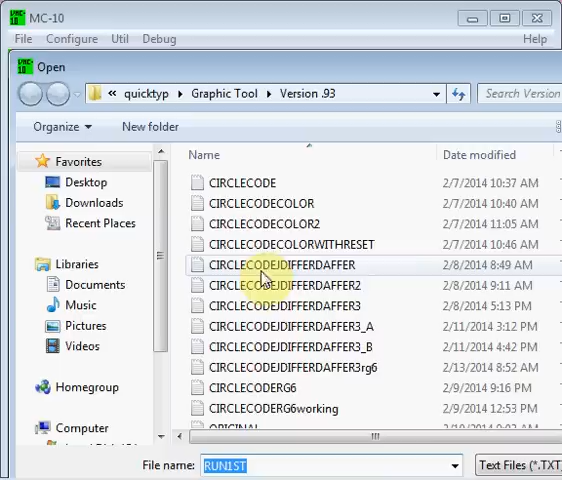 MC-10
File Configure Util Debug Help
Open
quicktyp Graphic Tool Version .93 Search Version
Organize New folder
Name Date modified
Favorites
Desktop
Downloads
Recent Places
Libraries
Documents
Music
Pictures
Videos
Homegroup
Computer
CIRCLECODE 2/7/2014 10:37 AM
CIRCLECODECOLOR 2/7/2014 10:40 AM
CIRCLECODECOLOR2 2/7/2014 11:05 AM
CIRCLECODECOLORWITHRESET 2/7/2014 10:46 AM
CIRCLECODEJDIFFERDAFFER 2/8/2014 8:49 AM
CIRCLECODEJDIFFERDAFFER2 2/8/2014 9:11 AM
CIRCLECODEJDIFFERDAFFER3 2/8/2014 5:13 PM
CIRCLECODEJDIFFERDAFFER3_A 2/11/2014 3:12 PM
CIRCLECODEJDIFFERDAFFER3_B 2/11/2014 4:42 PM
CIRCLECODEJDIFFERDAFFER3rg6 2/13/2014 8:52 AM
CIRCLECODERG6 2/9/2014 9:16 PM
CIRCLECODERG6working 2/9/2014 12:53 PM
ORIGINAL
File name: RUN1ST Text Files (*.TXT